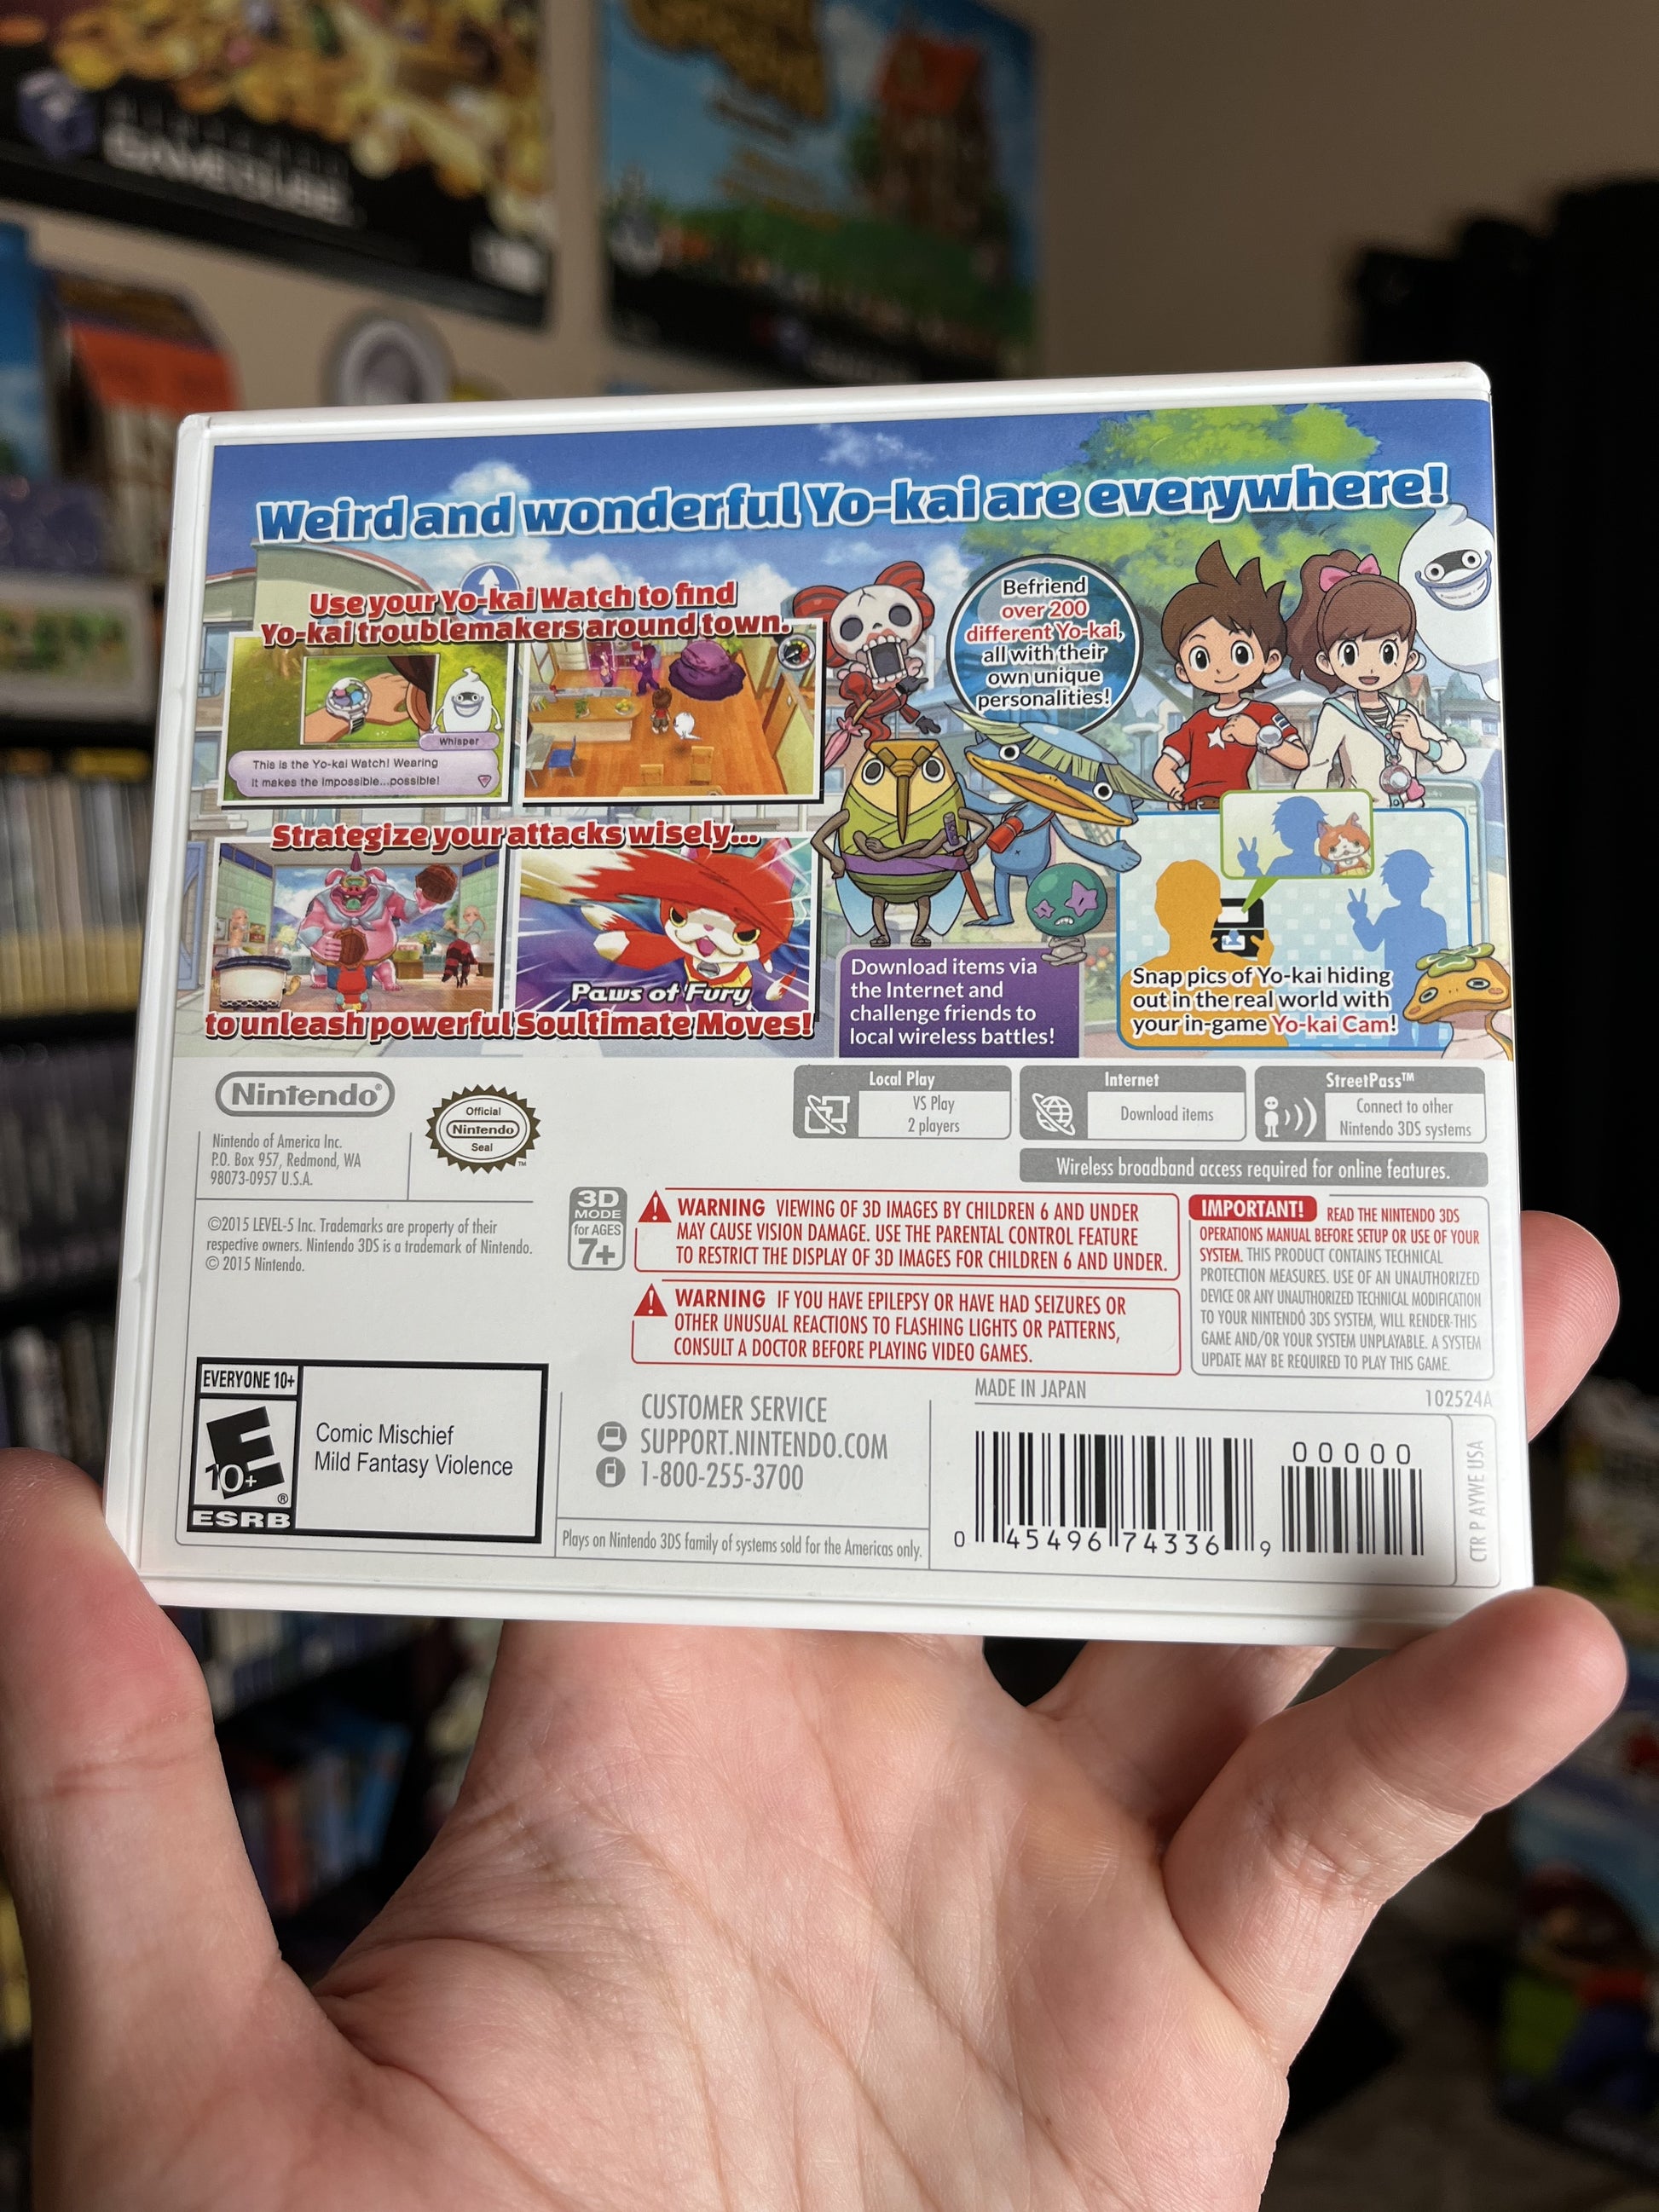 GAMECUBE
Weird and wonderful Yo-kai are everywhere!
Use your Yo-kai Watch to find
Yo-kai troublemakers around town.
Whisper
This is the Yo-kai Watch! Wearing
it makes the impossible...possible!
Strategize your attacks wisely...
Paws of Fury
to unleash powerful Soultimate Moves!
Befriend
over 200
different Yo-kai,
all with their
own unique
personalities!
Download items via
the Internet and
challenge friends to
local wireless battles!
Snap pics of Yo-kai hiding
out in the real world with
your in-game Yo-kai Cam!
Nintendo®
Nintendo of America Inc.
P.O. Box 957, Redmond, WA
98073-0957 U.S.A.
Official
Nintendo
Seal
TM
Local Play
VS Play
2 players
Internet
Download items
StreetPass™
Connect to other
Nintendo 3DS systems
Wireless broadband access required for online features.
©2015 LEVEL-5 Inc. Trademarks are property of their
respective owners. Nintendo 3DS is a trademark of Nintendo.
© 2015 Nintendo.
3D
MODE
for AGES
7+
WARNING VIEWING OF 3D IMAGES BY CHILDREN 6 AND UNDER
MAY CAUSE VISION DAMAGE. USE THE PARENTAL CONTROL FEATURE
TO RESTRICT THE DISPLAY OF 3D IMAGES FOR CHILDREN 6 AND UNDER.
WARNING IF YOU HAVE EPILEPSY OR HAVE HAD SEIZURES OR
OTHER UNUSUAL REACTIONS TO FLASHING LIGHTS OR PATTERNS,
CONSULT A DOCTOR BEFORE PLAYING VIDEO GAMES.
IMPORTANT! READ THE NINTENDO 3DS
OPERATIONS MANUAL BEFORE SETUP OR USE OF YOUR
SYSTEM. THIS PRODUCT CONTAINS TECHNICAL
PROTECTION MEASURES. USE OF AN UNAUTHORIZED
DEVICE OR ANY UNAUTHORIZED TECHNICAL MODIFICATION
TO YOUR NINTENDO 3DS SYSTEM, WILL RENDER THIS
GAME AND/OR YOUR SYSTEM UNPLAYABLE. A SYSTEM
UPDATE MAY BE REQUIRED TO PLAY THIS GAME.
EVERYONE 10+
E
10+
®
ESRB
Comic Mischief
Mild Fantasy Violence
CUSTOMER SERVICE
SUPPORT.NINTENDO.COM
1-800-255-3700
Plays on Nintendo 3DS family of systems sold for the Americas only.
MADE IN JAPAN
102524A
00000
0 45496 74336 9
CTR P AYWE USA